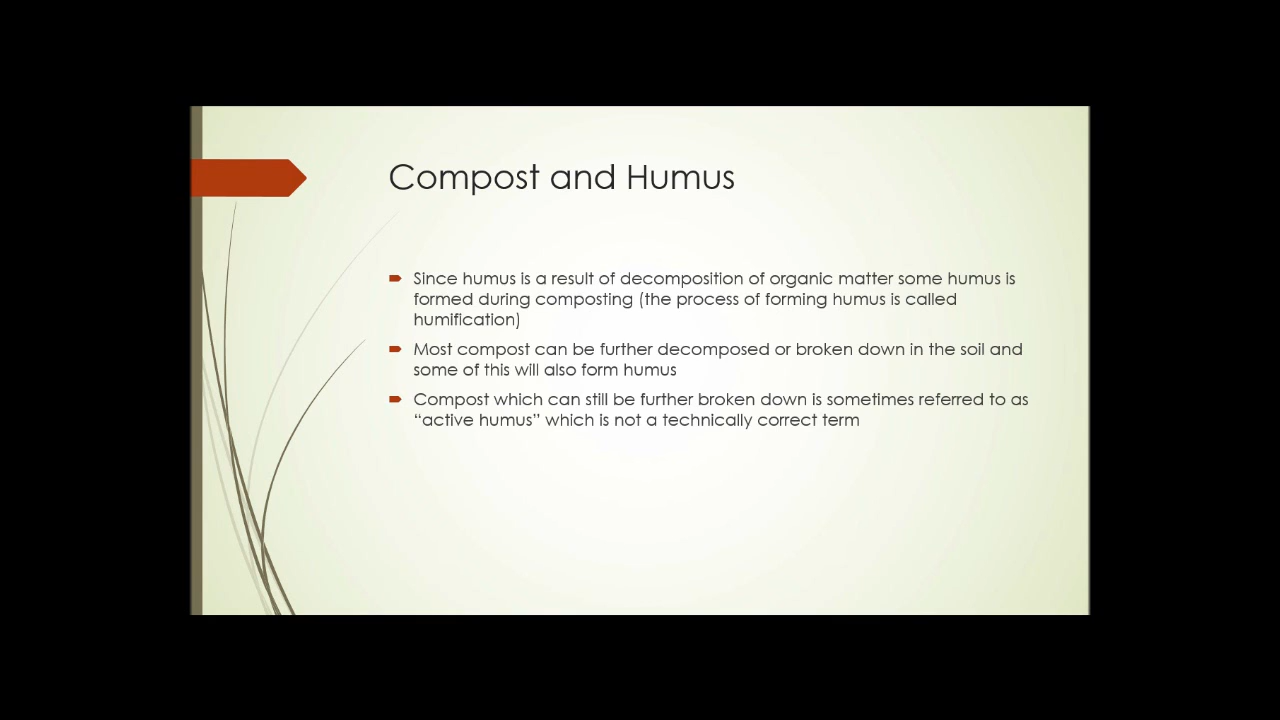 Compost and Humus
Since humus is a result of decomposition of organic matter some humus is
formed during composting (the process of forming humus is called
humification)
Most compost can be further decomposed or broken down in the soil and
some of this will also form humus
Compost which can still be further broken down is sometimes referred to as
“active humus” which is not a technically correct term